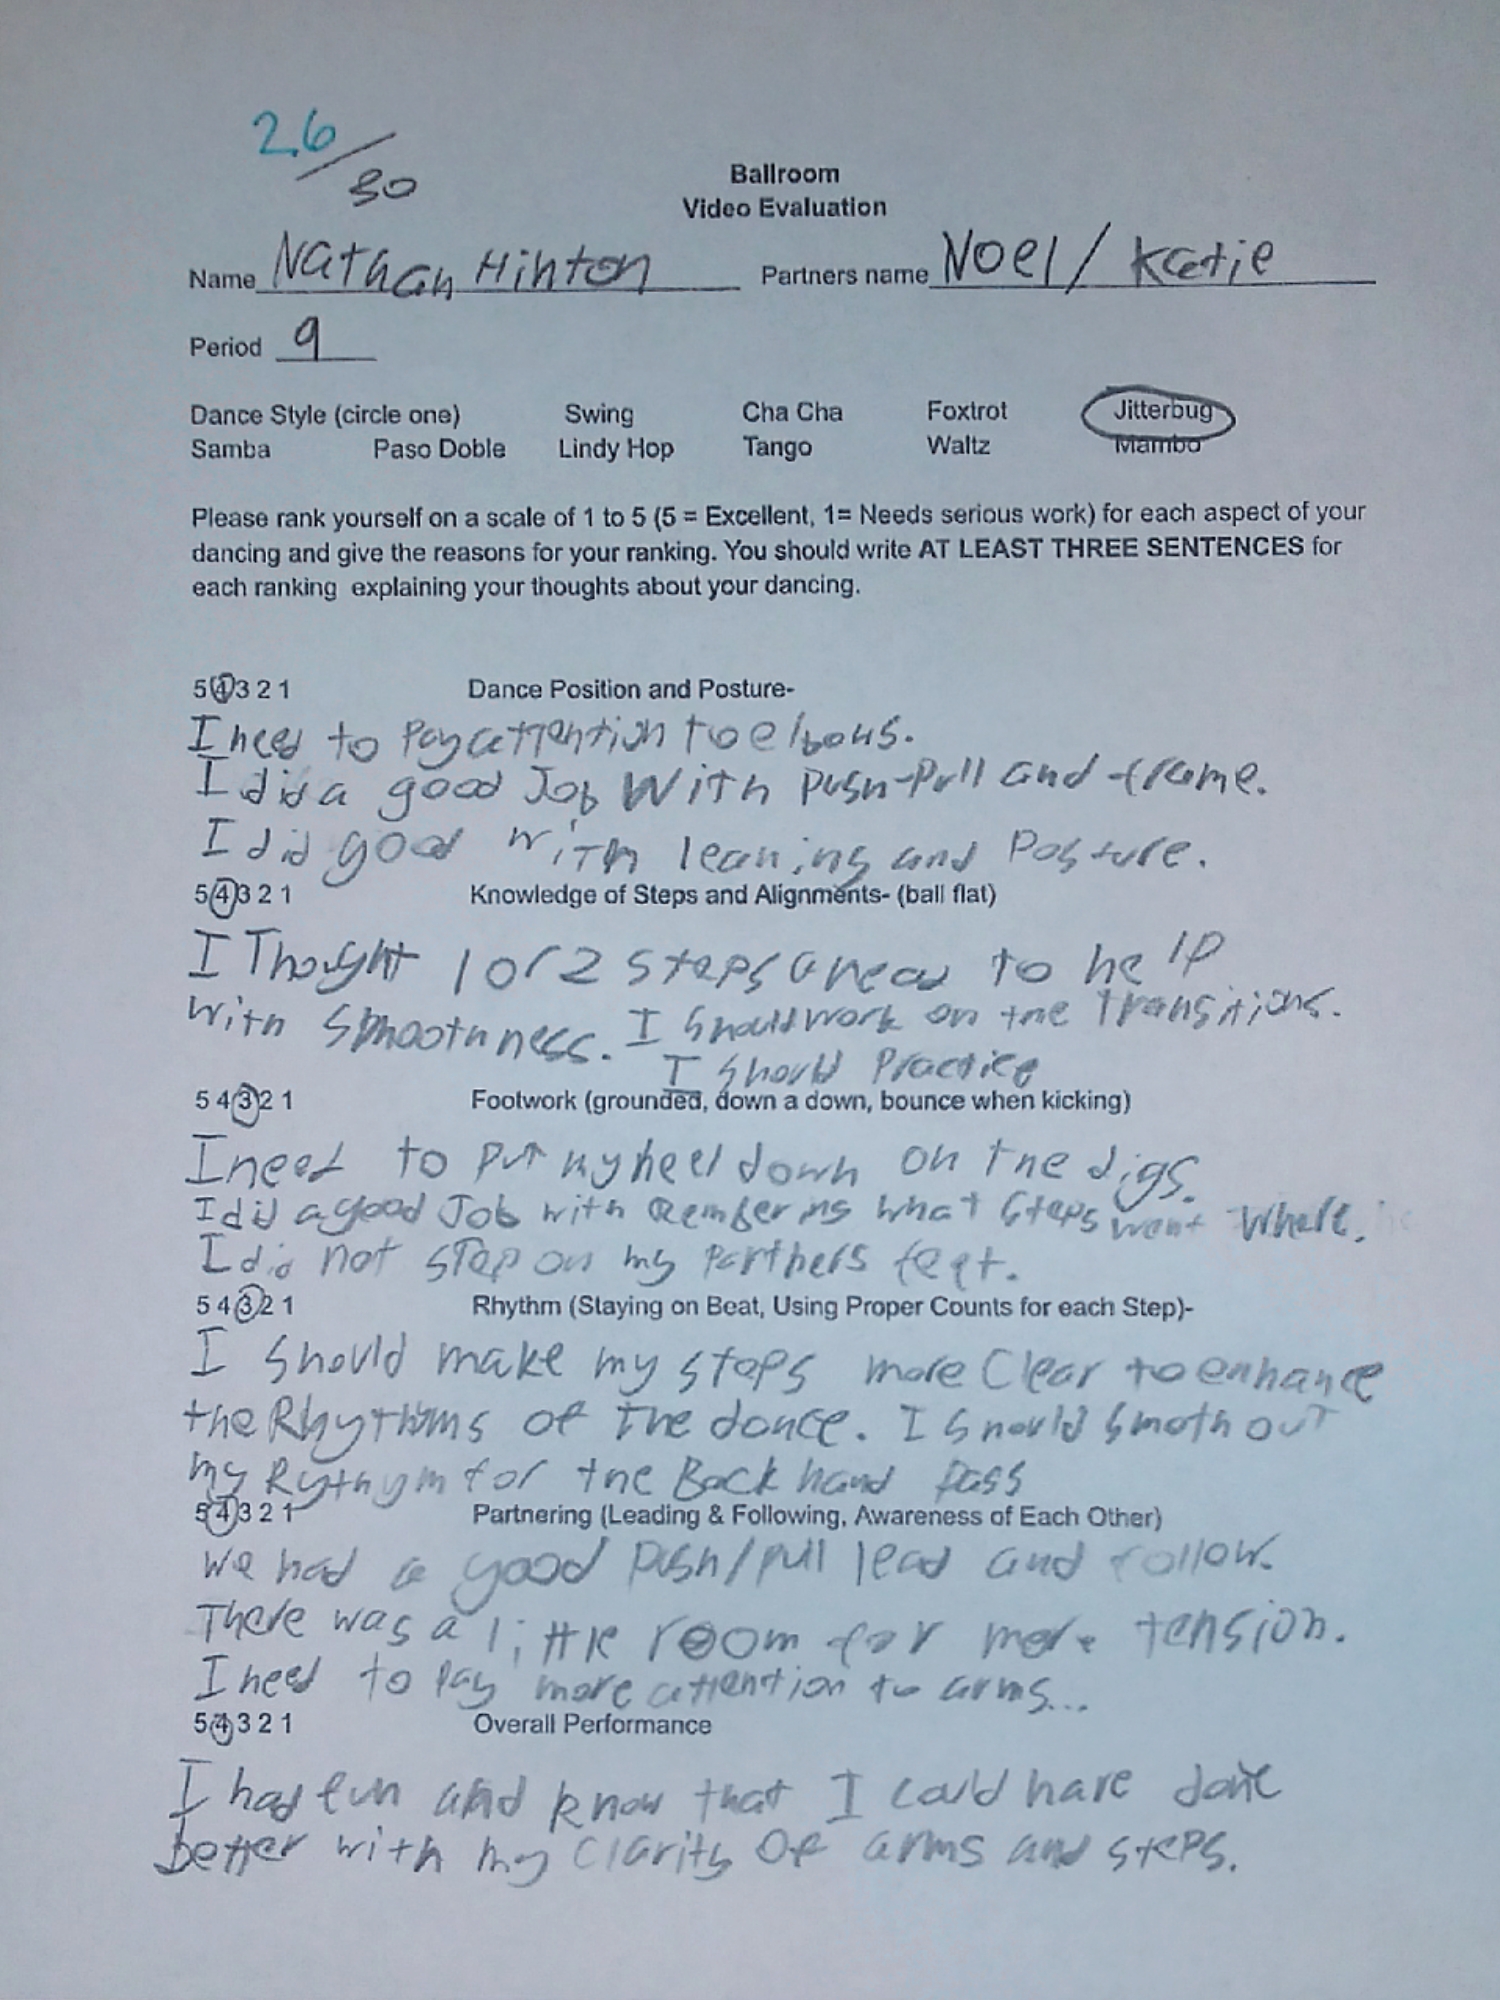 26/30
Ballroom
Video Evaluation
Name Nathan Hinton Partners name Noel/Katie
Period 9
Dance Style (circle one) Swing Cha Cha Foxtrot Jitterbug
Samba Paso Doble Lindy Hop Tango Waltz Mambo
Please rank yourself on a scale of 1 to 5 (5 = Excellent, 1= Needs serious work) for each aspect of your
dancing and give the reasons for your ranking. You should write AT LEAST THREE SENTENCES for
each ranking explaining your thoughts about your dancing.
5 4 3 2 1 Dance Position and Posture-
I need to Pay attention to elbows.
I did a good Job With Push-Pull and frame.
I did good with leaning and Posture.
5 4 3 2 1 Knowledge of Steps and Alignments- (ball flat)
I Thought 1 or 2 steps ahead to help
with smoothnness. I should work on the transitions.
I should Practice
5 4 3 2 1 Footwork (grounded, down a down, bounce when kicking)
I need to put my heel down on the digs.
I did a good Job with Rembering what steps went where.
I did not step on my partners feet.
5 4 3 2 1 Rhythm (Staying on Beat, Using Proper Counts for each Step)-
I should make my steps more Clear to enhance
the Rhythms of the dance. I should smoth out
my Rythym for the Back hand pass
5 4 3 2 1 Partnering (Leading & Following, Awareness of Each Other)
We had a good push/pull lead and follow.
There was a little room for more tension.
I need to pay more attention to arms...
5 4 3 2 1 Overall Performance
I had fun and know that I could have done
better with my clarity of arms and steps.